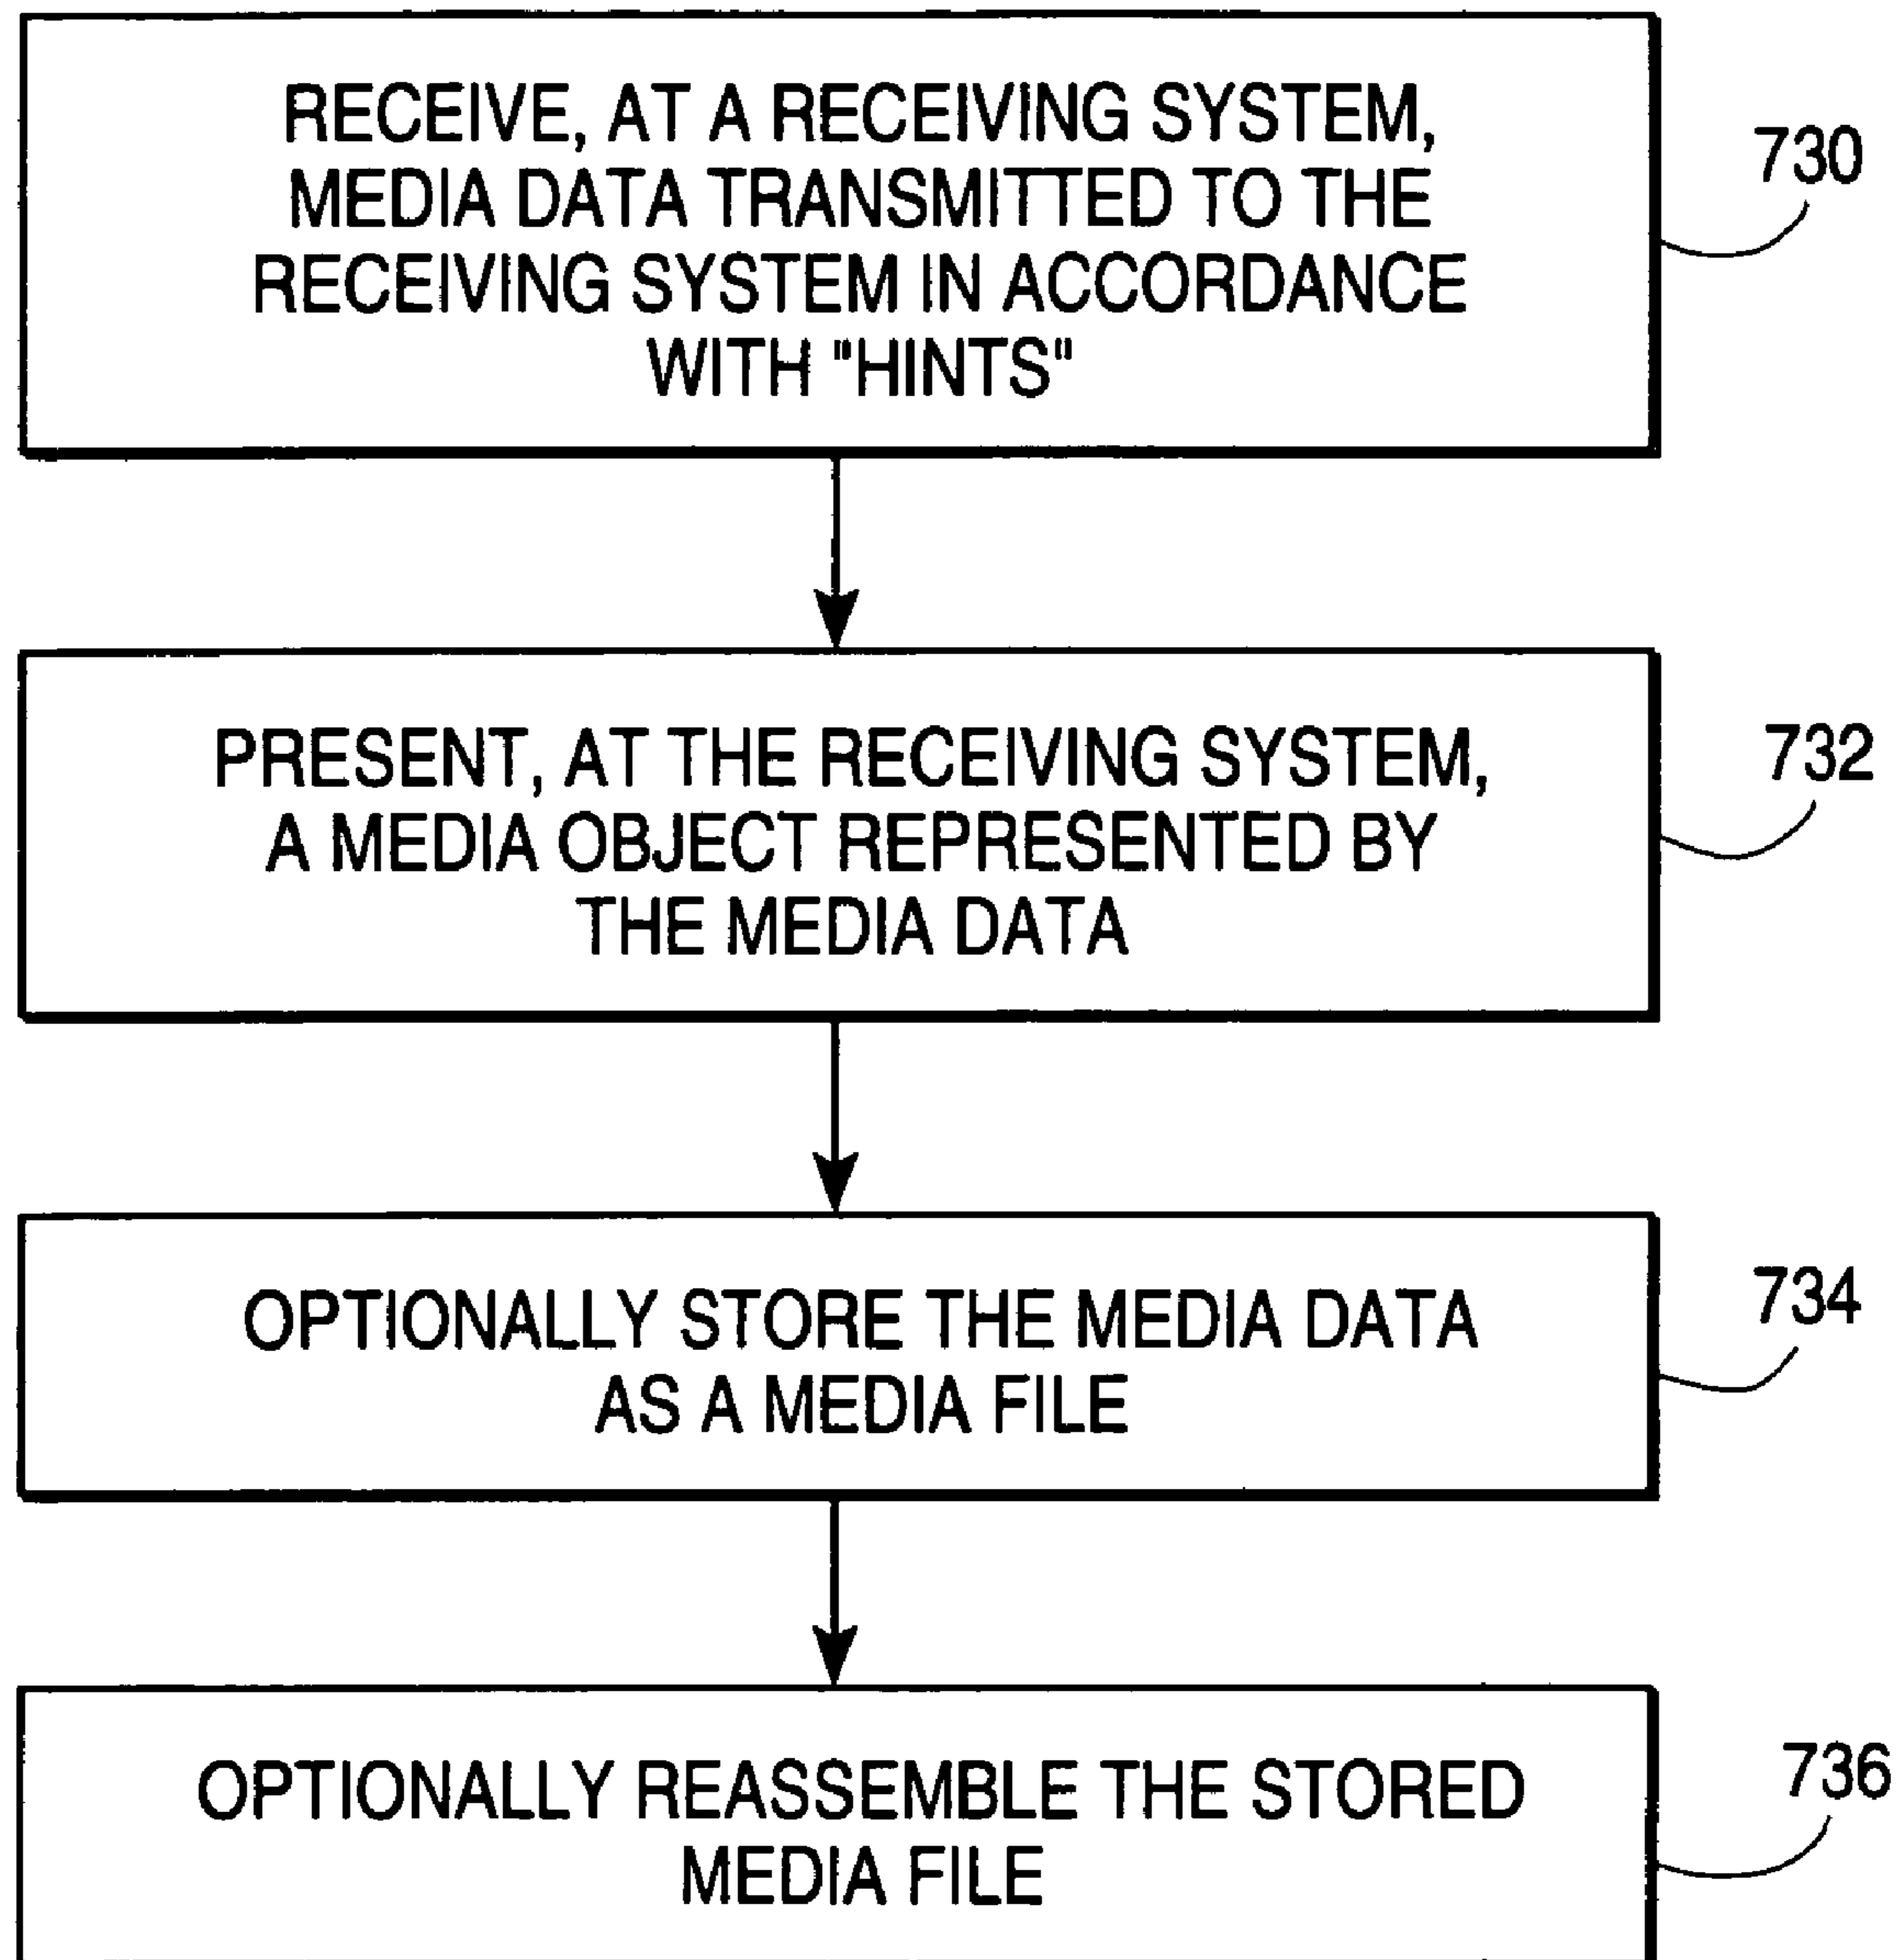 RECEIVE, AT A RECEIVING SYSTEM,
MEDIA DATA TRANSMITTED TO THE
RECEIVING SYSTEM IN ACCORDANCE
WITH "HINTS"
730
PRESENT, AT THE RECEIVING SYSTEM,
A MEDIA OBJECT REPRESENTED BY
THE MEDIA DATA
732
OPTIONALLY STORE THE MEDIA DATA
AS A MEDIA FILE
734
OPTIONALLY REASSEMBLE THE STORED
MEDIA FILE
736